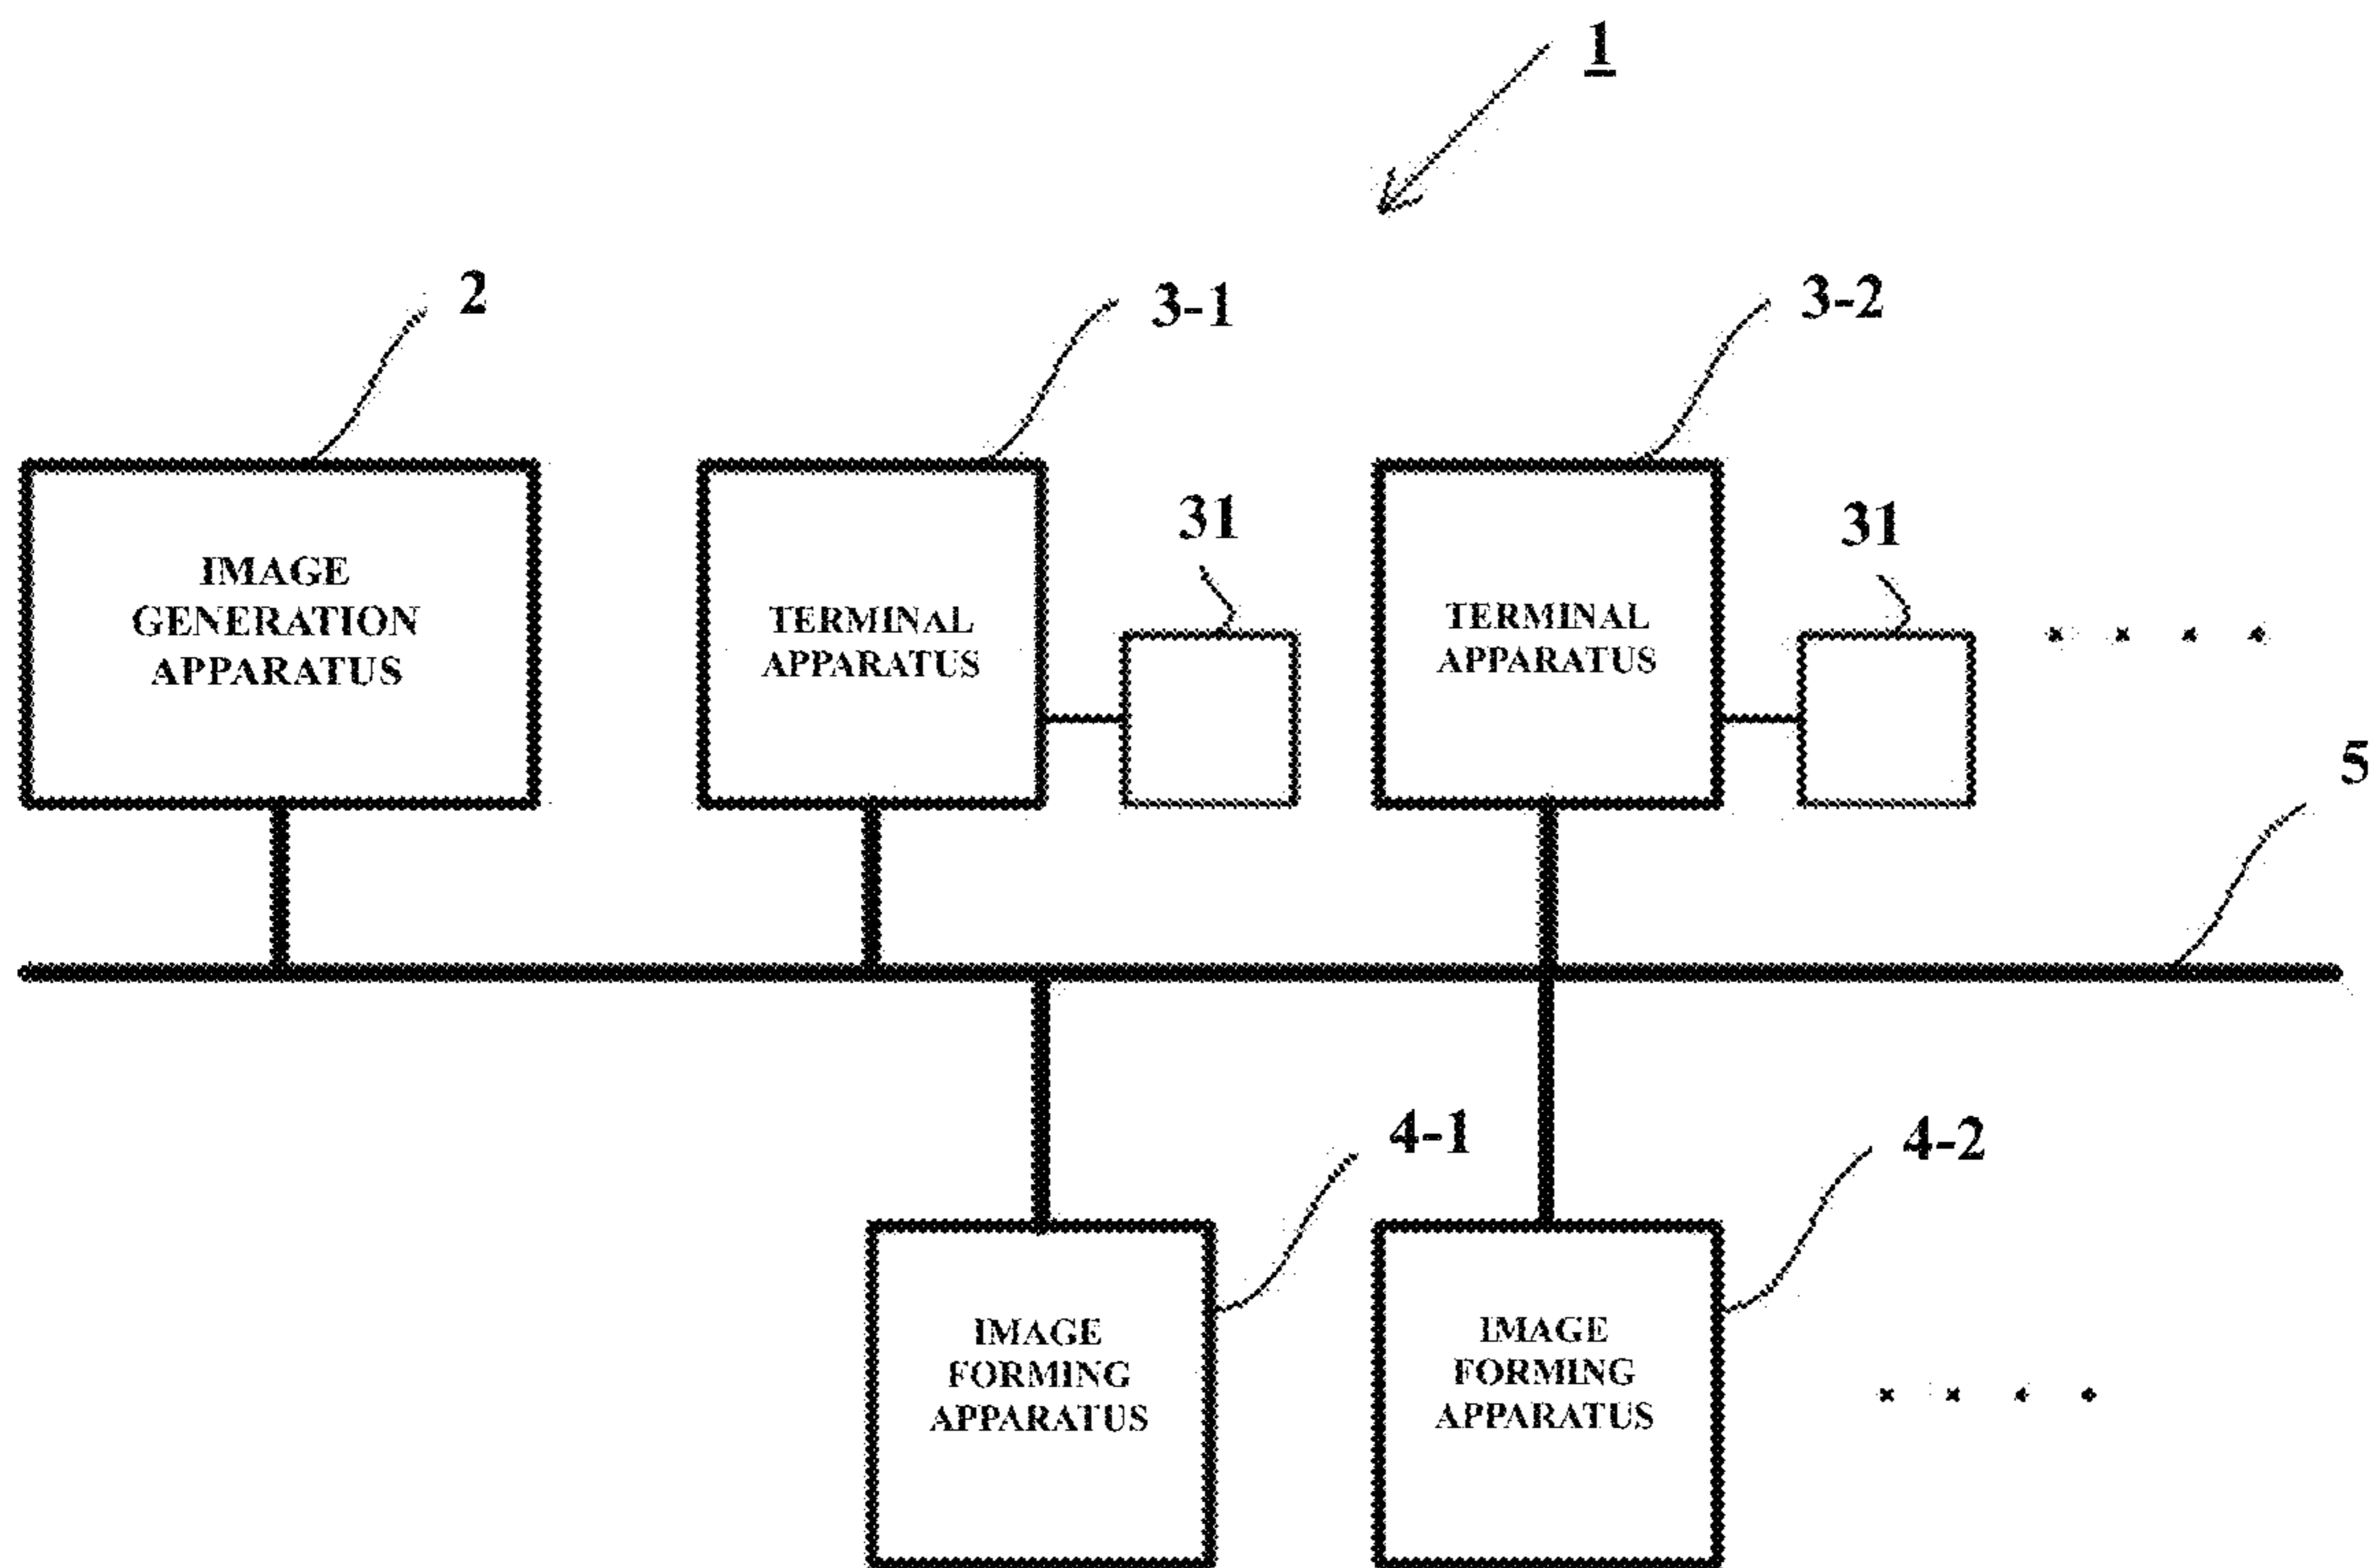 1
2
3-1
3-2
IMAGE
GENERATION
APPARATUS
TERMINAL
APPARATUS
31
TERMINAL
APPARATUS
31
5
4-1
4-2
IMAGE
FORMING
APPARATUS
IMAGE
FORMING
APPARATUS